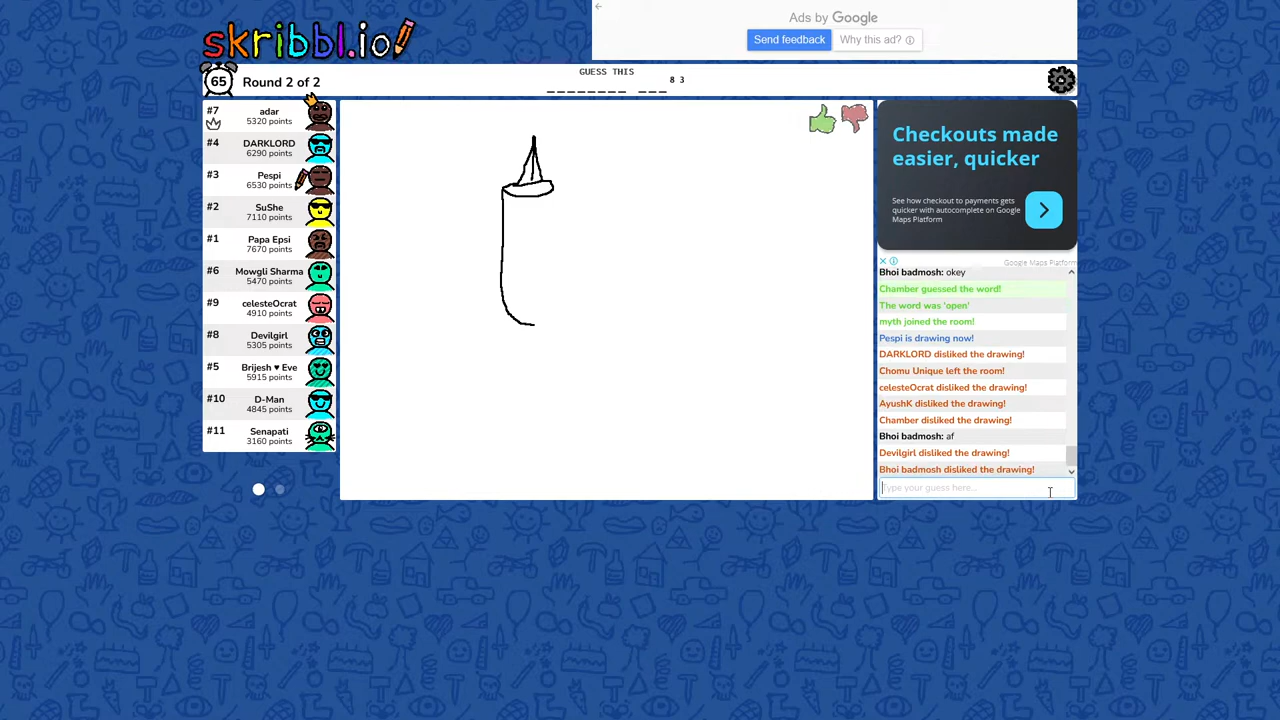 skribbl.io
Ads by Google
Send feedback
Why this ad?
65
Round 2 of 2
GUESS THIS
________ ___ 8 3
#7 adar
5320 points
#4 DARKLORD
6290 points
#3 Pespi
6530 points
#2 SuShe
7110 points
#1 Papa Epsi
7670 points
#6 Mowgli Sharma
5470 points
#9 celesteOcrat
4910 points
#8 Devilgirl
5305 points
#5 Brijesh ♥ Eve
5915 points
#10 D-Man
4845 points
#11 Senapati
3160 points
Checkouts made
easier, quicker
See how checkout to payments gets
quicker with autocomplete on Google
Maps Platform
Google Maps Platform
Bhoi badmosh: okey
Chamber guessed the word!
The word was 'open'
myth joined the room!
Pespi is drawing now!
DARKLORD disliked the drawing!
Chomu Unique left the room!
celesteOcrat disliked the drawing!
AyushK disliked the drawing!
Chamber disliked the drawing!
Bhoi badmosh: af
Devilgirl disliked the drawing!
Bhoi badmosh disliked the drawing!
Type your guess here...